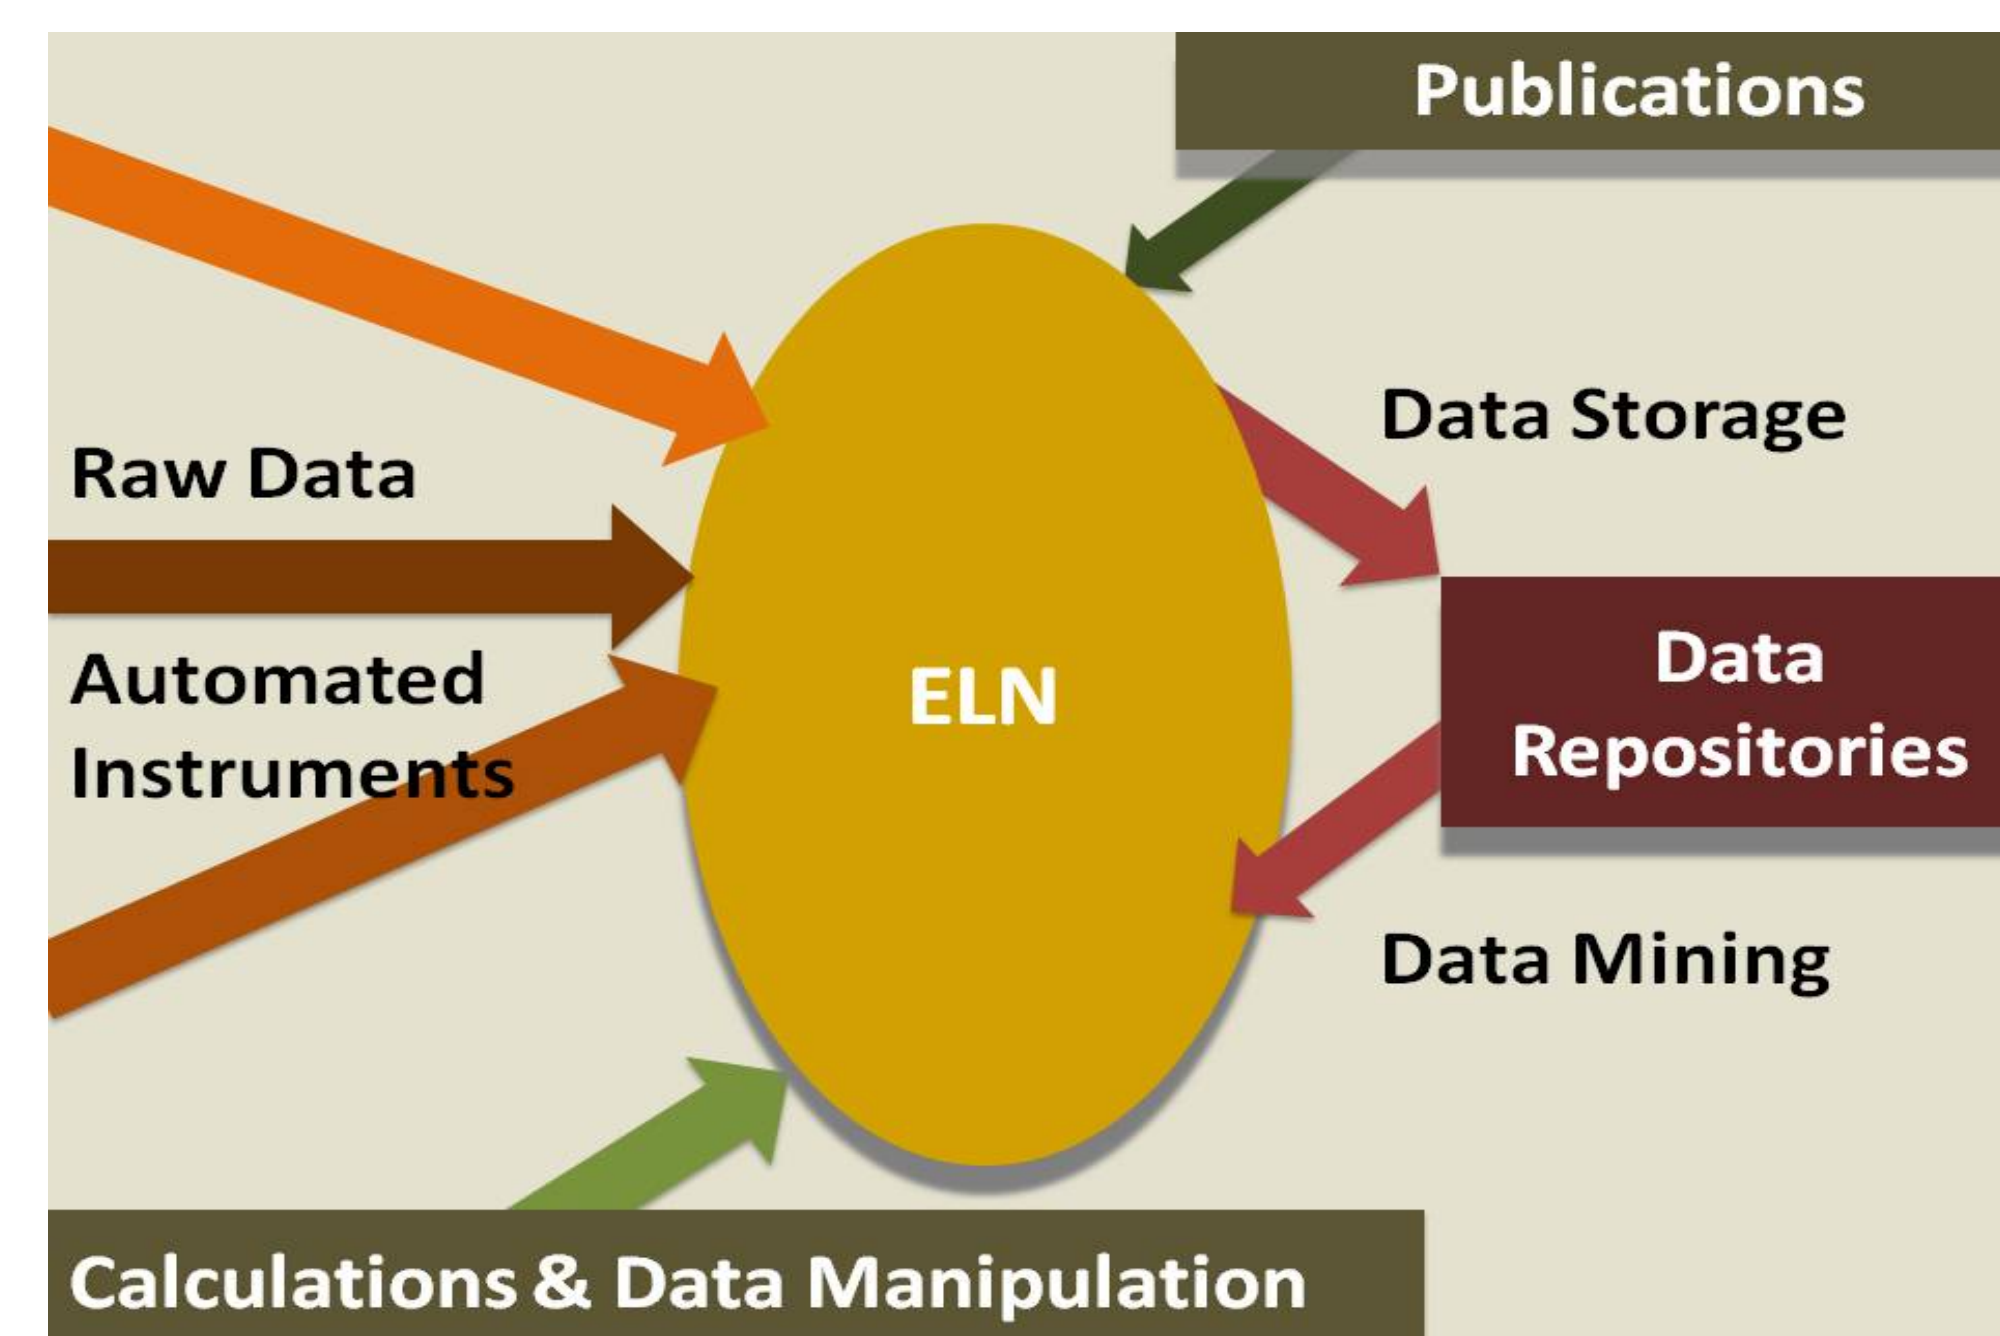 Publications
Data Storage
Raw Data
Automated
Instruments
ELN
Data
Repositories
Data Mining
Calculations & Data Manipulation